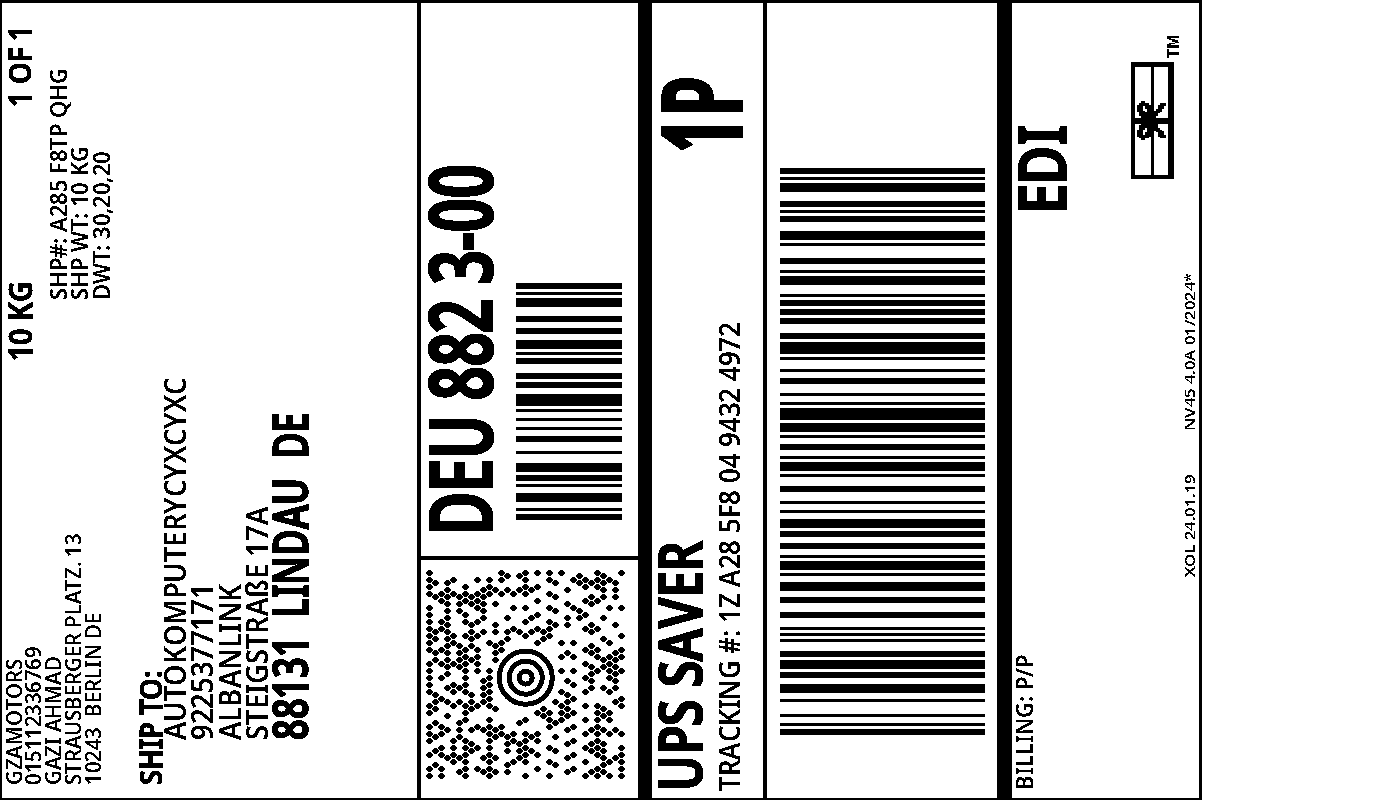 GZAMOTORS
015112336769
GAZI AHMAD
STRAUSBERGER PLATZ. 13
10243 BERLIN DE
10 KG
1 OF 1
SHP#: A285 F8TP QHG
SHP WT: 10 KG
DWT: 30,20,20
SHIP TO:
AUTOKOMPUTERYCYXCYXC
9225377171
ALBANLINK
STEIGSTRAßE 17A
88131 LINDAU DE
DEU 882 3-00
UPS SAVER
1P
TRACKING #: 1Z A28 5F8 04 9432 4972
BILLING: P/P
EDI
XOL 24.01.19 NV45 4.0A 01/2024*
TM